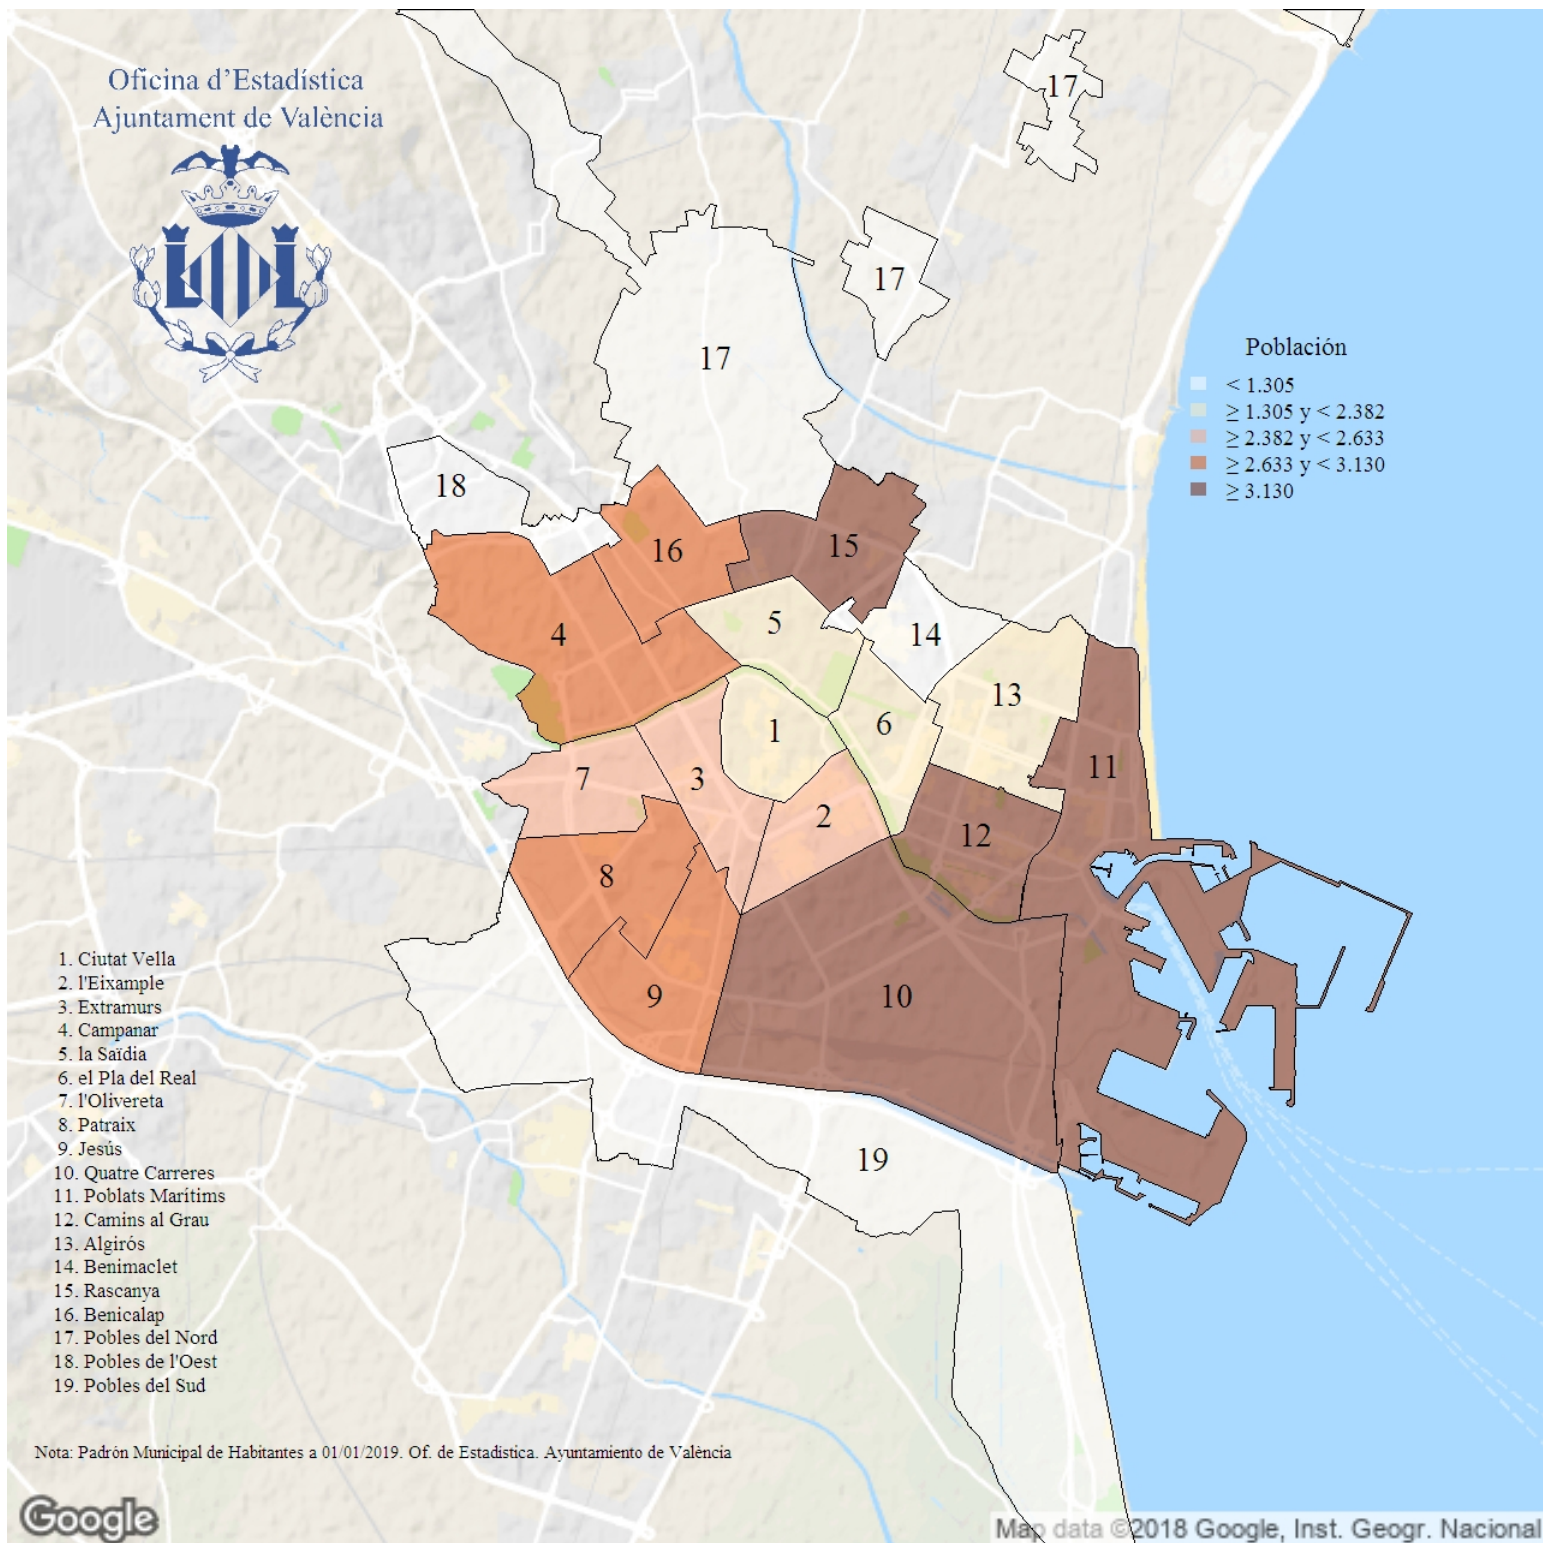 Oficina d'Estadística
Ajuntament de València
17
17
17
Población
< 1.305
≥ 1.305 y < 2.382
≥ 2.382 y < 2.633
≥ 2.633 y < 3.130
≥ 3.130
18
16
15
4
5
14
13
6
1
11
7
3
2
12
8
9
10
19
1. Ciutat Vella
2. l'Eixample
3. Extramurs
4. Campanar
5. la Saïdia
6. el Pla del Real
7. l'Olivereta
8. Patraix
9. Jesús
10. Quatre Carreres
11. Poblats Marítims
12. Camins al Grau
13. Algirós
14. Benimaclet
15. Rascanya
16. Benicalap
17. Pobles del Nord
18. Pobles de l'Oest
19. Pobles del Sud
Nota: Padrón Municipal de Habitantes a 01/01/2019. Of. de Estadística. Ayuntamiento de València
Google
Map data ©2018 Google, Inst. Geogr. Nacional